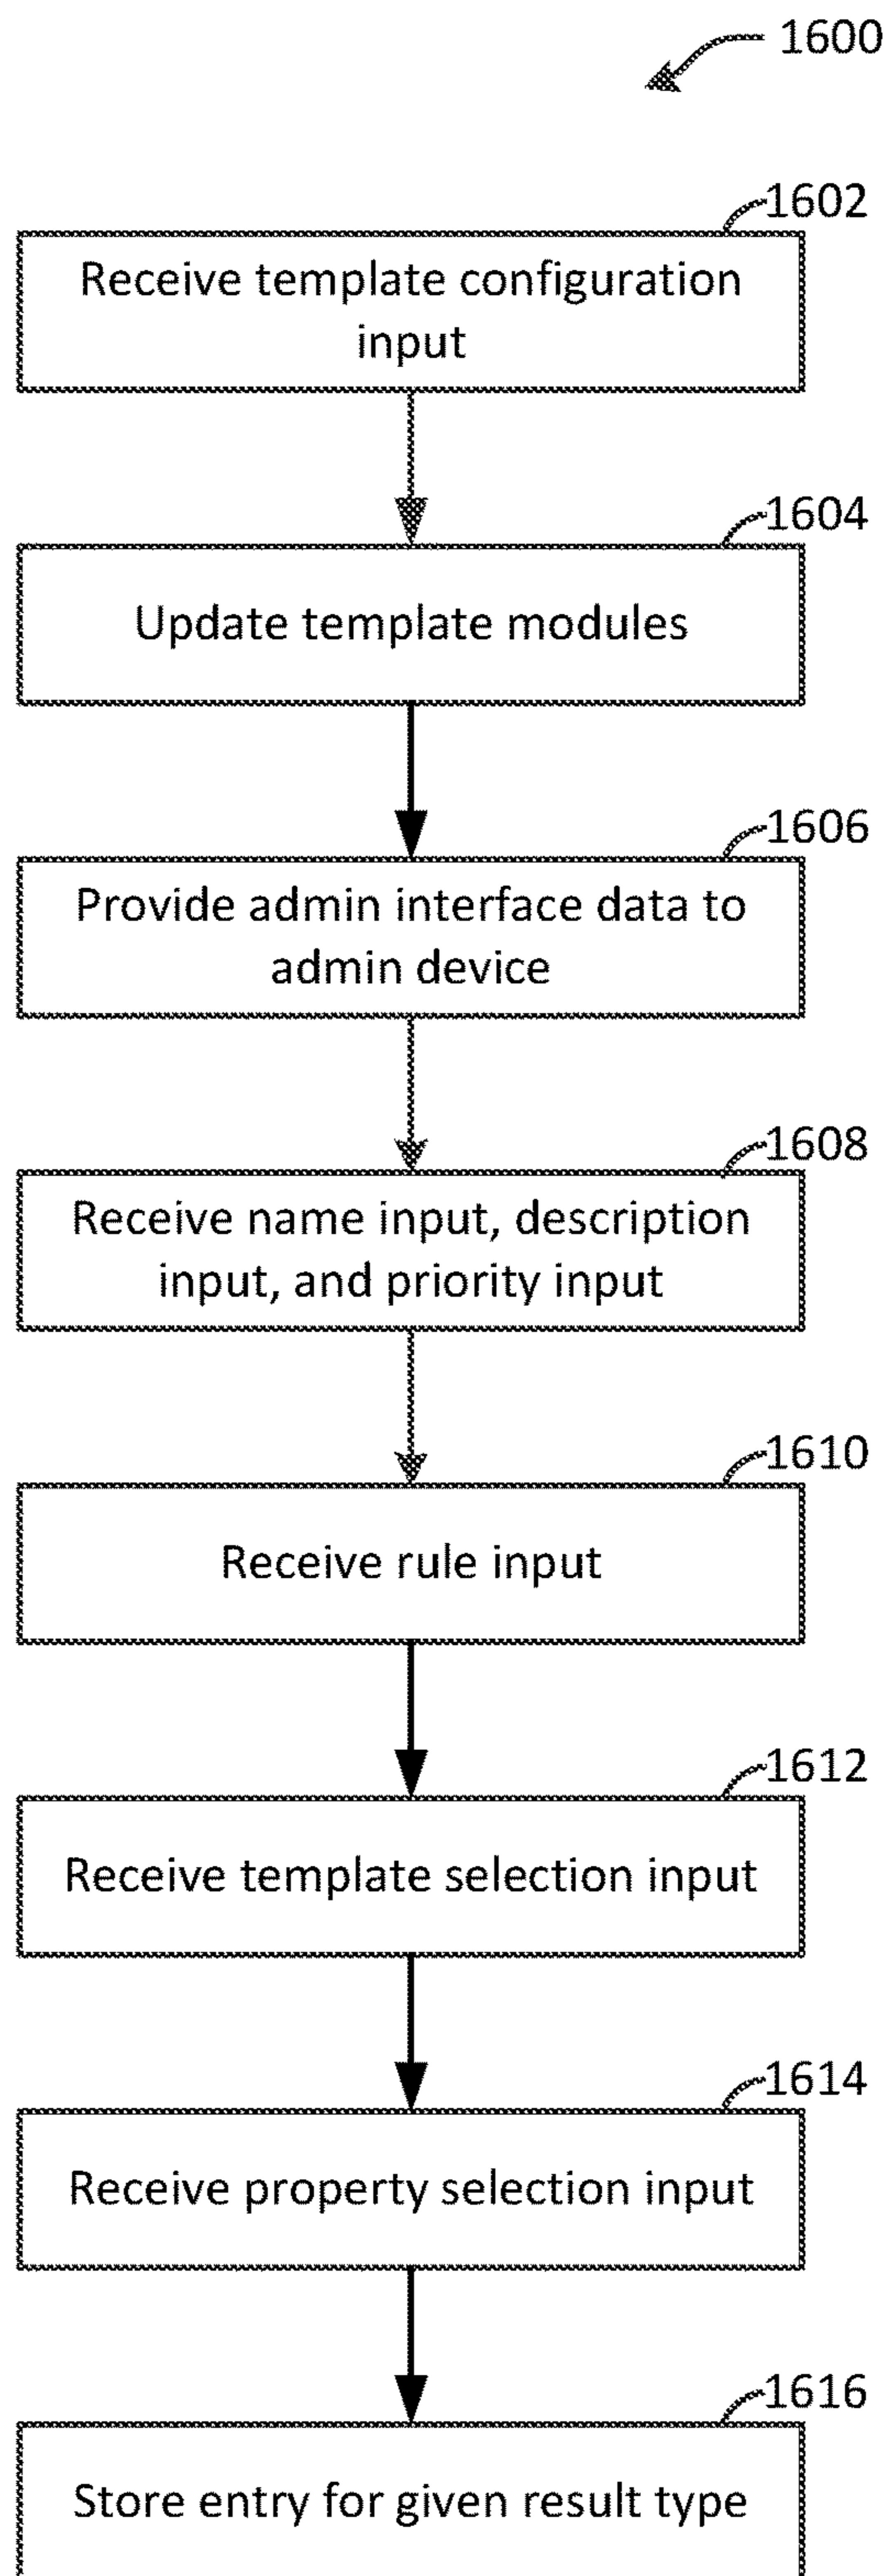 1600
1602
Receive template configuration
input
1604
Update template modules
1606
Provide admin interface data to
admin device
1608
Receive name input, description
input, and priority input
1610
Receive rule input
1612
Receive template selection input
1614
Receive property selection input
1616
Store entry for given result type